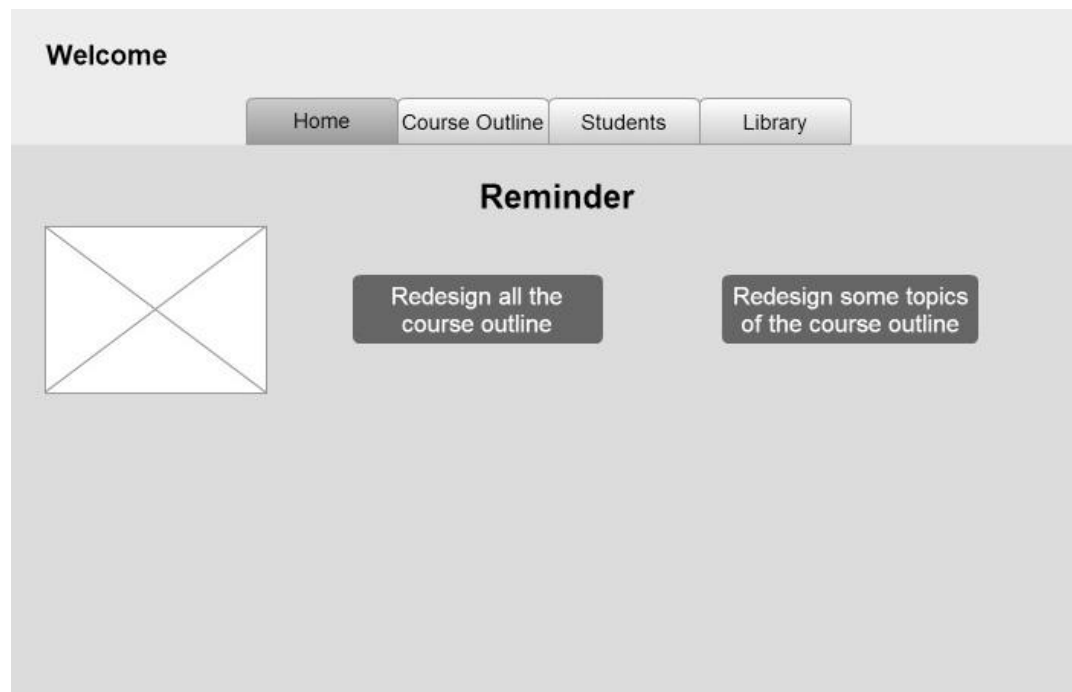 Welcome
Home
Course Outline
Students
Library
Reminder
Redesign all the
course outline
Redesign some topics
of the course outline